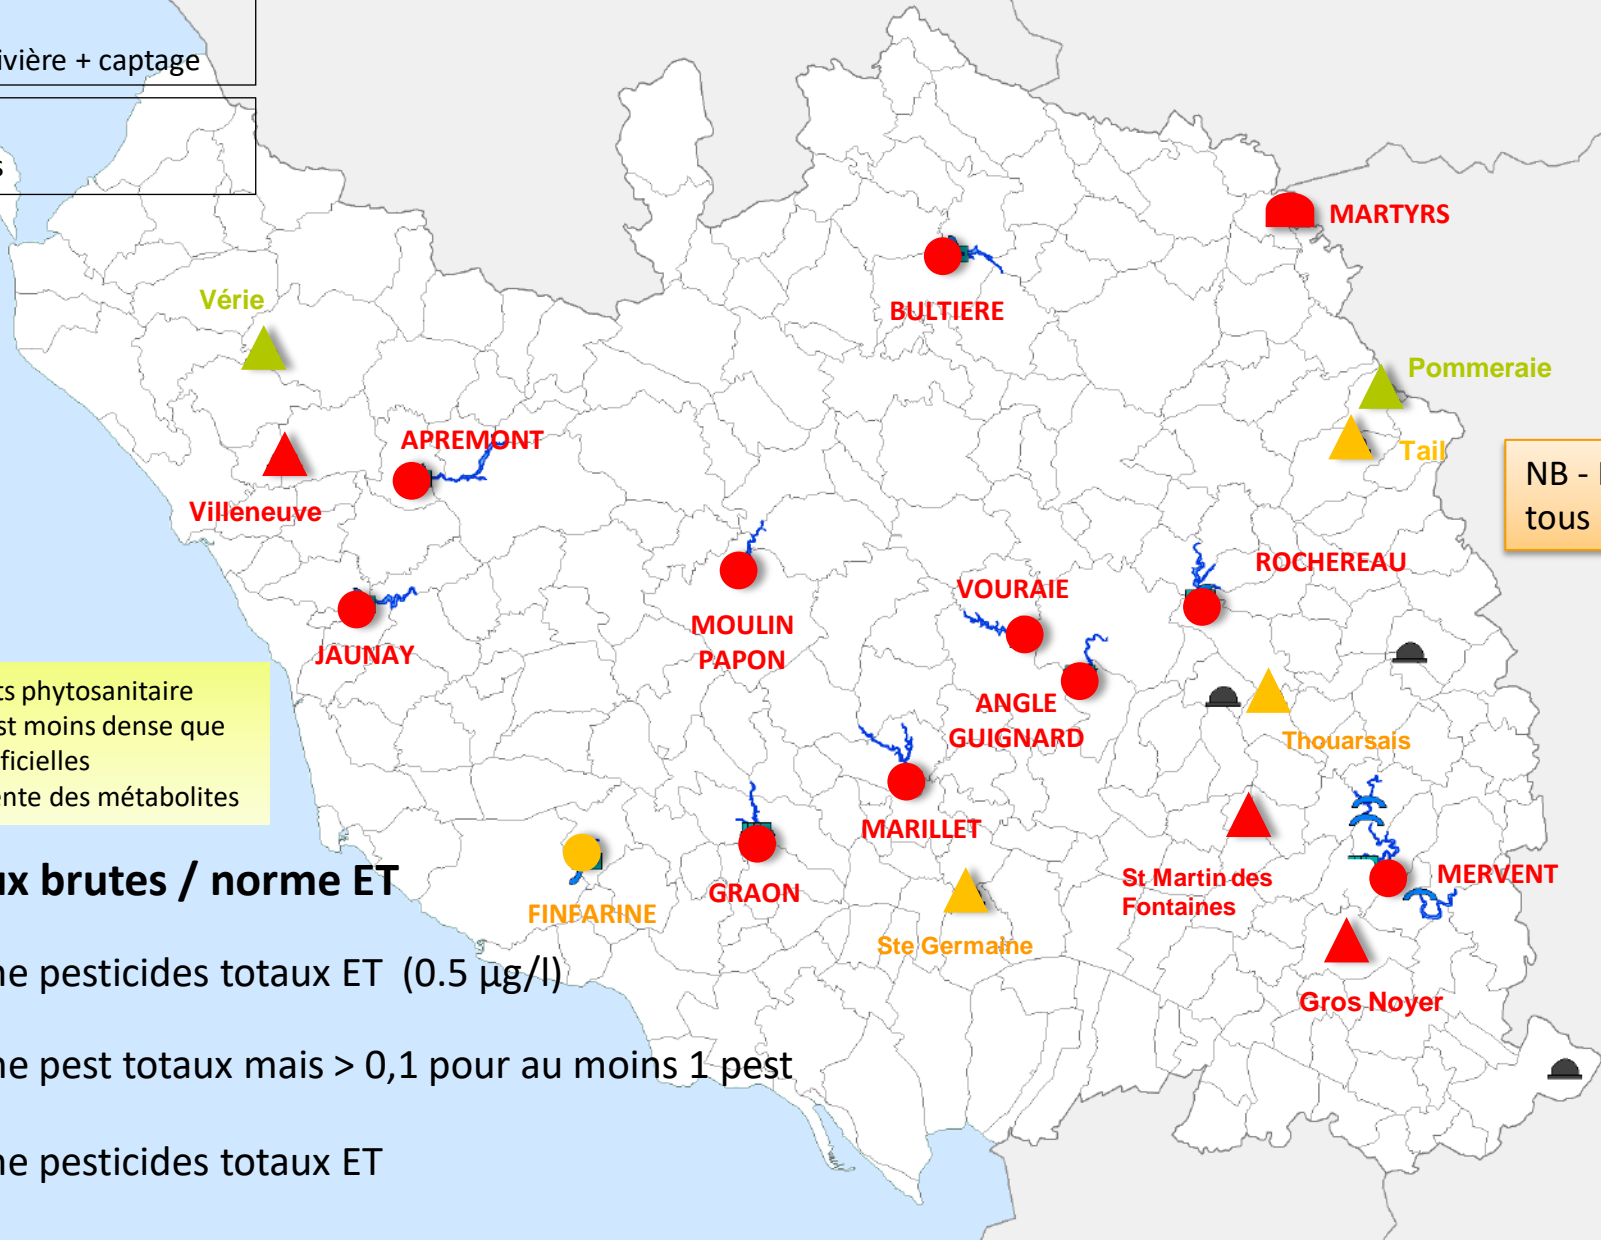 ivière + captage
s
MARTYRS
Vérie
BULTIERE
Pommeraie
APREMONT
Tail
NB -
tous
Villeneuve
ROCHEREAU
VOURAIE
MOULIN
PAPON
JAUNAY
ts phytosanitaire
st moins dense que
ficielles
ente des métabolites
ANGLE
GUIGNARD
Thouarsais
MARILLET
ux brutes / norme ET
St Martin des
Fontaines
MERVENT
GRAON
FINFARINE
Ste Germaine
ne pesticides totaux ET (0.5 µg/l)
Gros Noyer
ne pest totaux mais > 0,1 pour au moins 1 pest
ne pesticides totaux ET